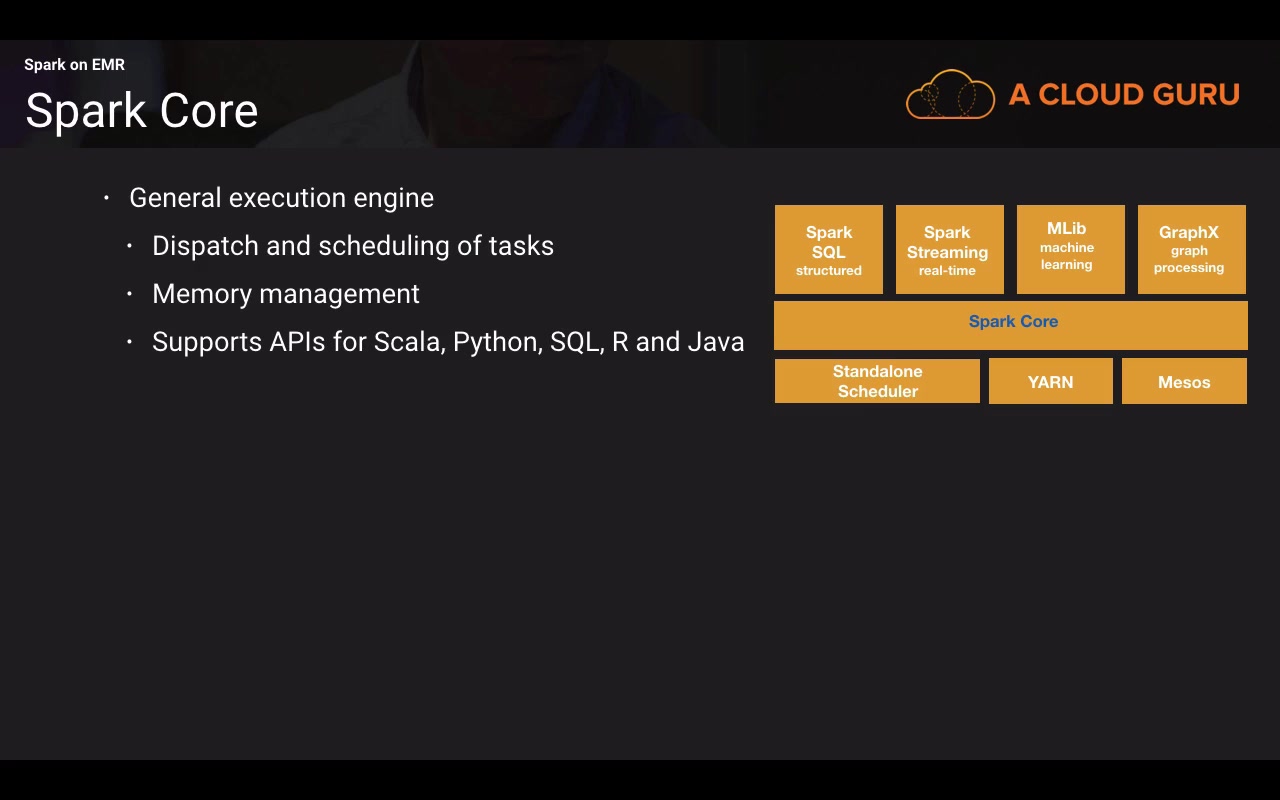 Spark on EMR
Spark Core
A CLOUD GURU
· General execution engine
· Dispatch and scheduling of tasks
· Memory management
· Supports APIs for Scala, Python, SQL, R and Java
Spark
SQL
structured
Spark
Streaming
real-time
MLib
machine
learning
GraphX
graph
processing
Spark Core
Standalone
Scheduler
YARN
Mesos